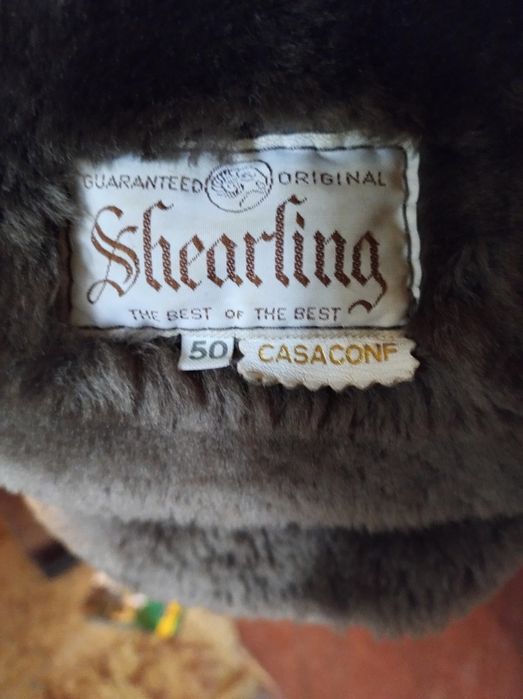 GUARANTEED ORIGINAL
Shearling
THE BEST OF THE BEST
50 CASACONF